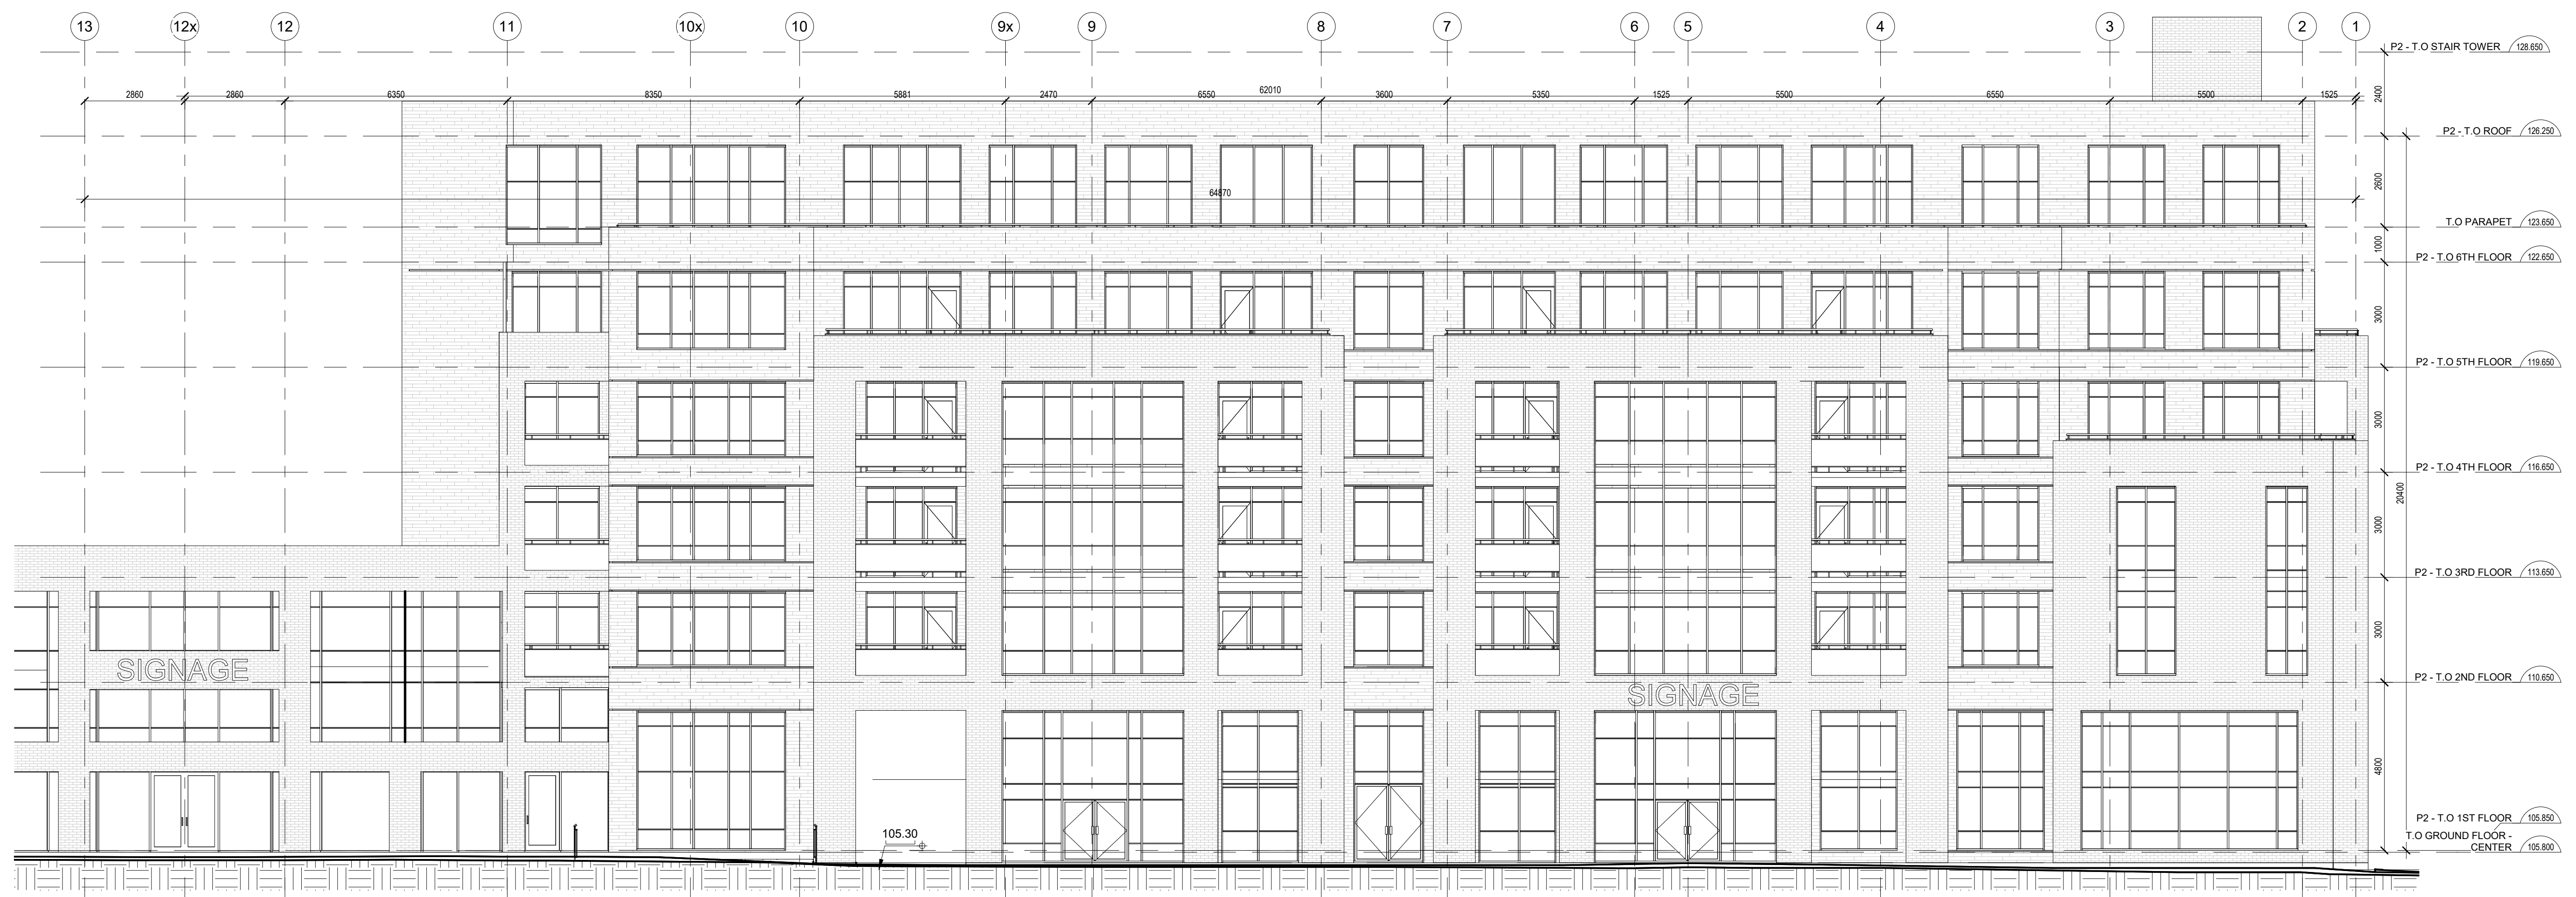 13 12x 12 11 10x 10 9x 9 8 7 6 5 4 3 2 1
P2 - T.O STAIR TOWER 128.650
2860 2860 6350 8350 5881 2470 6550 62010 3600 5350 1525 5500 6550 5500 1525
2400
P2 - T.O ROOF 126.250
2600
64870
T.O PARAPET 123.650
1000
P2 - T.O 6TH FLOOR 122.650
3000
P2 - T.O 5TH FLOOR 119.650
3000
P2 - T.O 4TH FLOOR 116.650
20400
3000
P2 - T.O 3RD FLOOR 113.650
3000
SIGNAGE
P2 - T.O 2ND FLOOR 110.650
SIGNAGE
4800
P2 - T.O 1ST FLOOR 105.850
105.30
T.O GROUND FLOOR -
CENTER 105.800